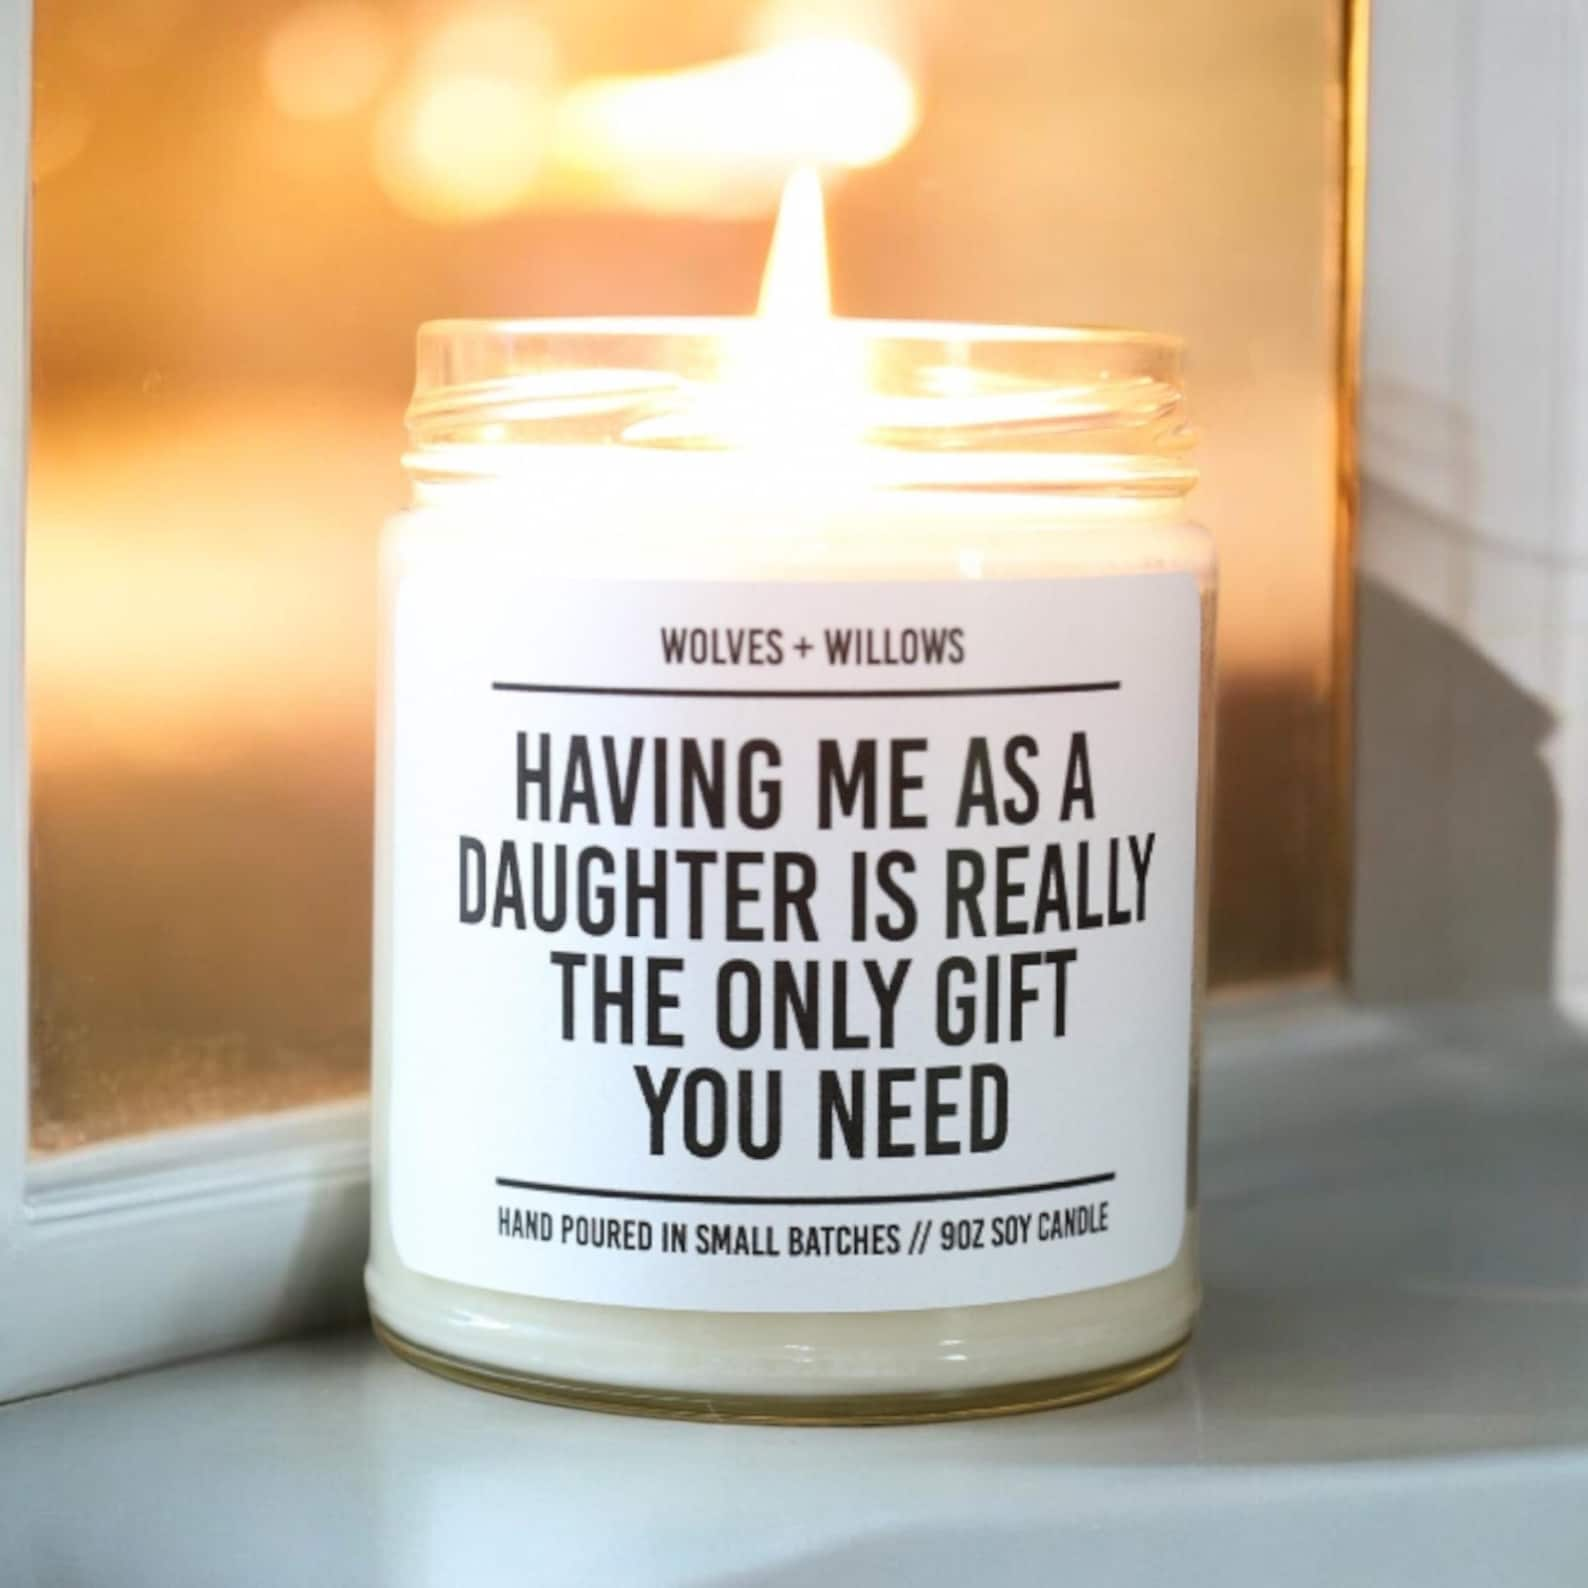 WOLVES + WILLOWS
HAVING ME AS A
DAUGHTER IS REALLY
THE ONLY GIFT
YOU NEED
HAND POURED IN SMALL BATCHES // 9OZ SOY CANDLE